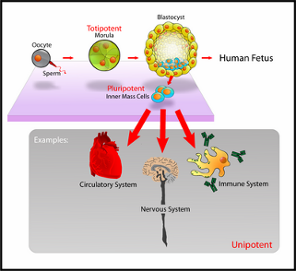 Blastocyst
Totipotent
Morula
Oocyte
Sperm
Human Fetus
Pluripotent
Inner Mass Cells
Examples:
Circulatory System
Nervous System
Immune System
Unipotent